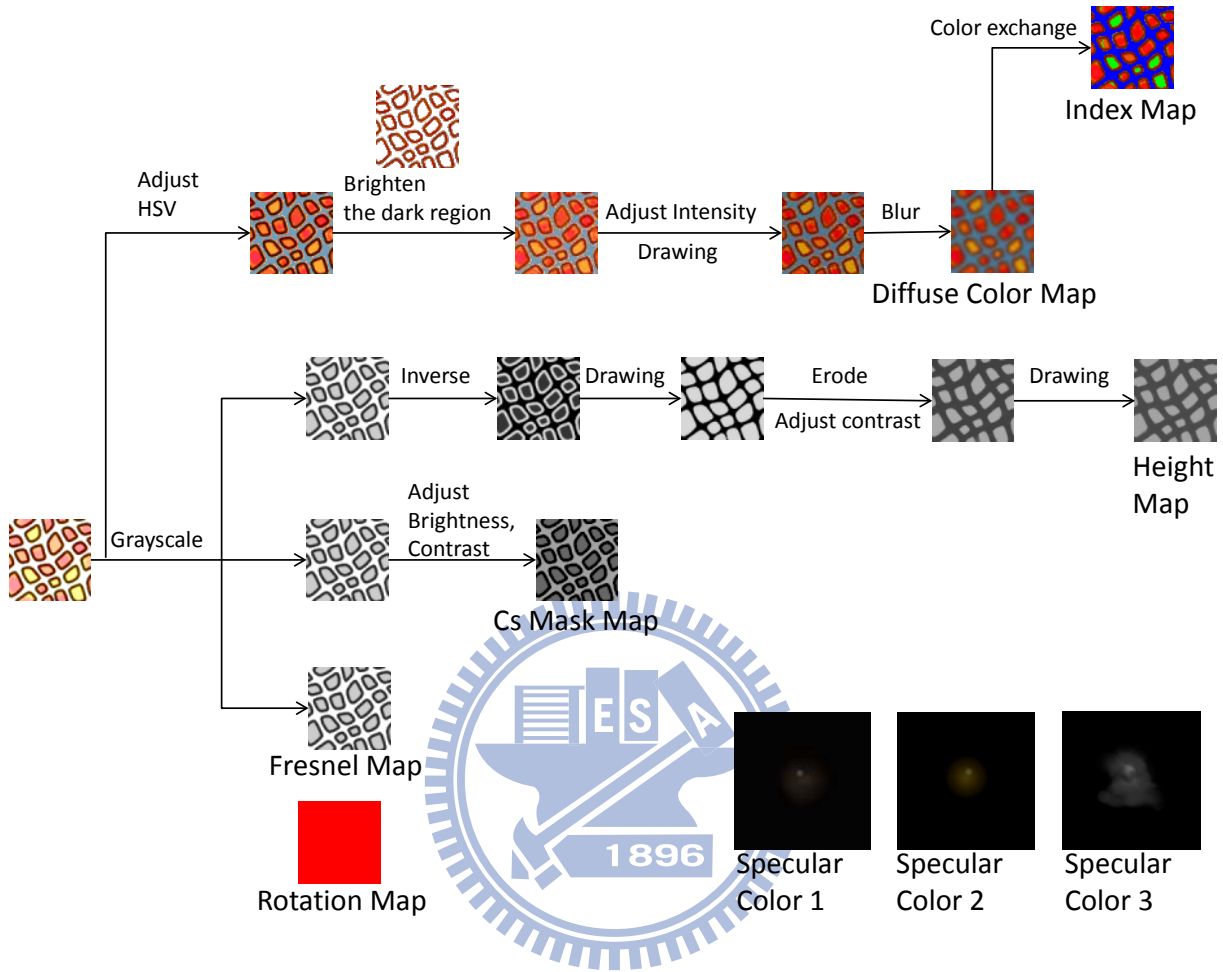 Color exchange
Index Map
Adjust
HSV
Brighten
the dark region
Adjust Intensity
Drawing
Blur
Diffuse Color Map
Inverse
Drawing
Erode
Adjust contrast
Drawing
Height
Map
Grayscale
Adjust
Brightness,
Contrast
Cs Mask Map
Fresnel Map
Rotation Map
E S A
1896
Specular
Color 1
Specular
Color 2
Specular
Color 3